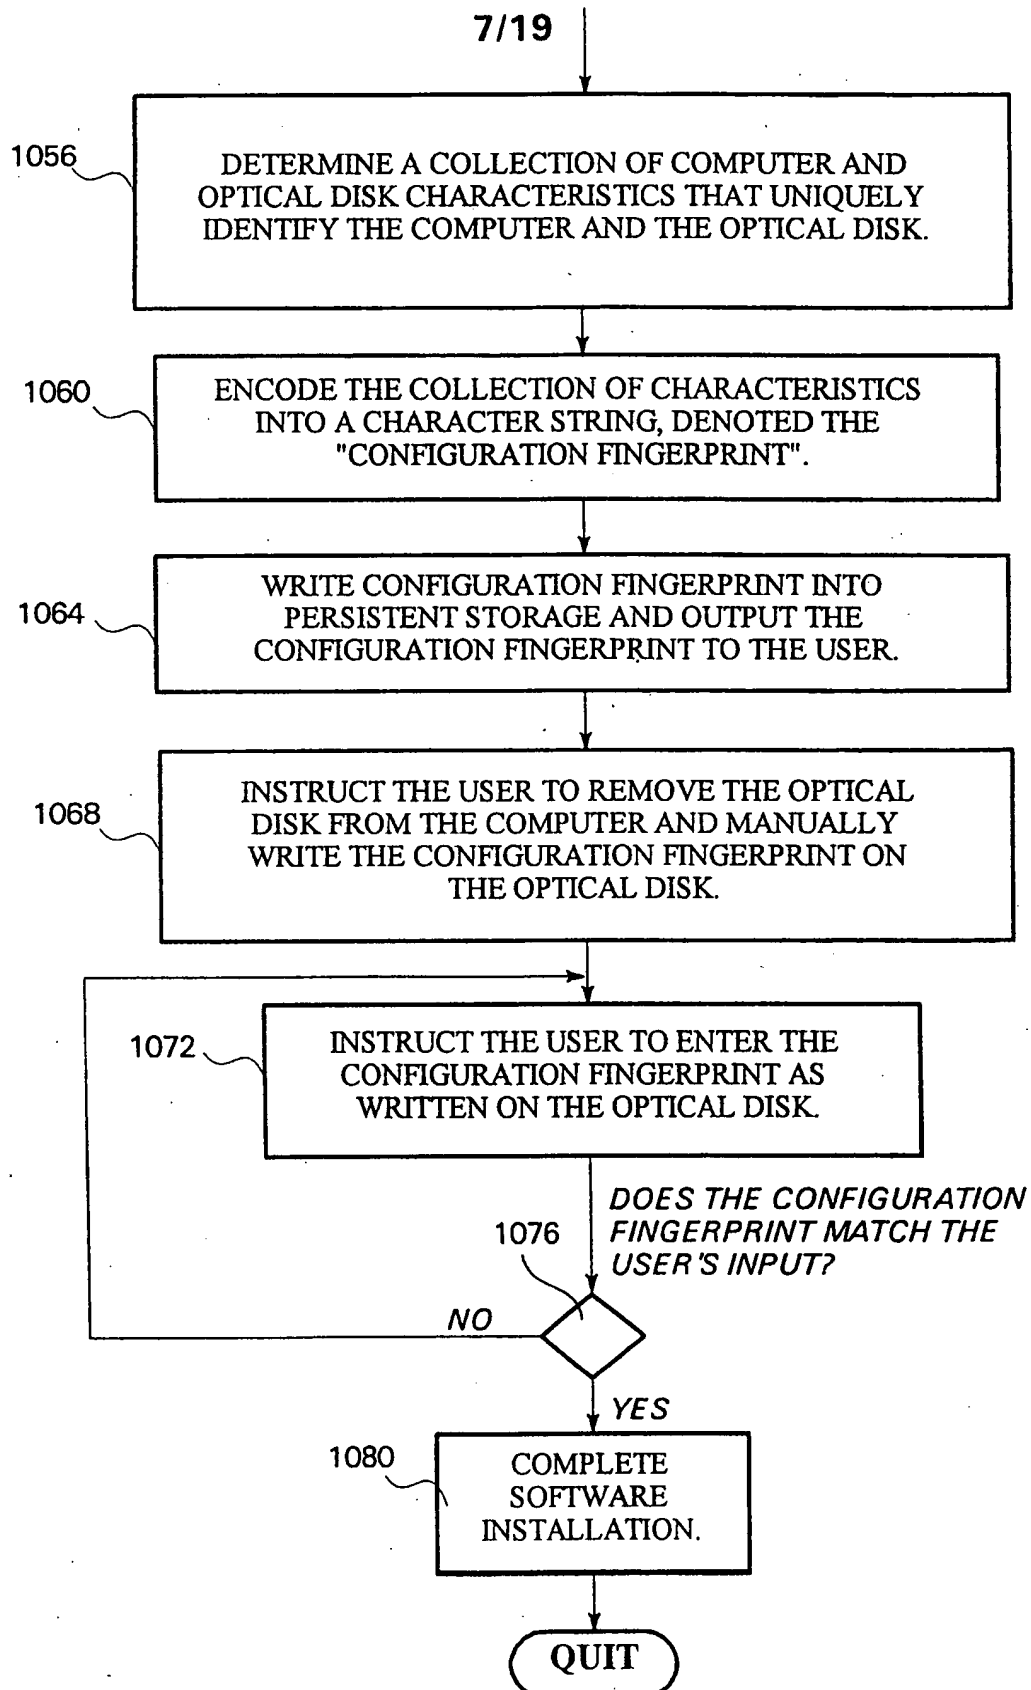 7/19
1056
DETERMINE A COLLECTION OF COMPUTER AND
OPTICAL DISK CHARACTERISTICS THAT UNIQUELY
IDENTIFY THE COMPUTER AND THE OPTICAL DISK.
1060
ENCODE THE COLLECTION OF CHARACTERISTICS
INTO A CHARACTER STRING, DENOTED THE
"CONFIGURATION FINGERPRINT".
1064
WRITE CONFIGURATION FINGERPRINT INTO
PERSISTENT STORAGE AND OUTPUT THE
CONFIGURATION FINGERPRINT TO THE USER.
1068
INSTRUCT THE USER TO REMOVE THE OPTICAL
DISK FROM THE COMPUTER AND MANUALLY
WRITE THE CONFIGURATION FINGERPRINT ON
THE OPTICAL DISK.
1072
INSTRUCT THE USER TO ENTER THE
CONFIGURATION FINGERPRINT AS
WRITTEN ON THE OPTICAL DISK.
DOES THE CONFIGURATION
FINGERPRINT MATCH THE
USER'S INPUT?
1076
NO
YES
1080
COMPLETE
SOFTWARE
INSTALLATION.
QUIT